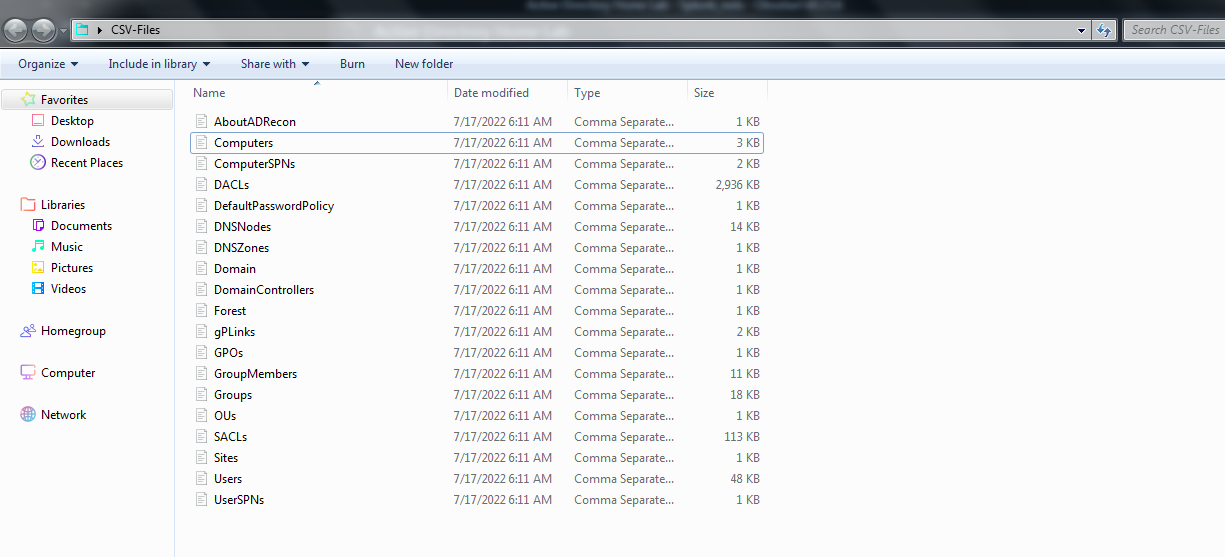 CSV-Files
Search CSV-Files
Organize Include in library Share with Burn New folder
Favorites
Desktop
Downloads
Recent Places
Libraries
Documents
Music
Pictures
Videos
Homegroup
Computer
Network
Name Date modified Type Size
AboutADRecon 7/17/2022 6:11 AM Comma Separate... 1 KB
Computers 7/17/2022 6:11 AM Comma Separate... 3 KB
ComputerSPNs 7/17/2022 6:11 AM Comma Separate... 2 KB
DACLs 7/17/2022 6:11 AM Comma Separate... 2,936 KB
DefaultPasswordPolicy 7/17/2022 6:11 AM Comma Separate... 1 KB
DNSNodes 7/17/2022 6:11 AM Comma Separate... 14 KB
DNSZones 7/17/2022 6:11 AM Comma Separate... 1 KB
Domain 7/17/2022 6:11 AM Comma Separate... 1 KB
DomainControllers 7/17/2022 6:11 AM Comma Separate... 1 KB
Forest 7/17/2022 6:11 AM Comma Separate... 1 KB
gPLinks 7/17/2022 6:11 AM Comma Separate... 2 KB
GPOs 7/17/2022 6:11 AM Comma Separate... 1 KB
GroupMembers 7/17/2022 6:11 AM Comma Separate... 11 KB
Groups 7/17/2022 6:11 AM Comma Separate... 18 KB
OUs 7/17/2022 6:11 AM Comma Separate... 1 KB
SACLs 7/17/2022 6:11 AM Comma Separate... 113 KB
Sites 7/17/2022 6:11 AM Comma Separate... 1 KB
Users 7/17/2022 6:11 AM Comma Separate... 48 KB
UserSPNs 7/17/2022 6:11 AM Comma Separate... 1 KB